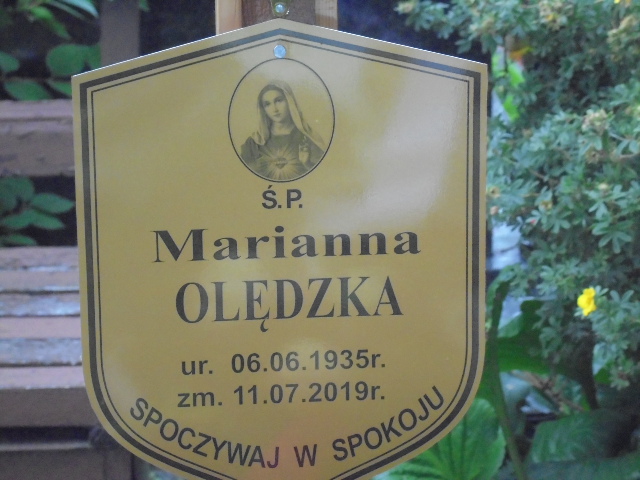 Ś.P.
Marianna
OLĘDZKA
ur. 06.06.1935r.
zm. 11.07.2019r.
SPOCZYWAJ W SPOKOJU